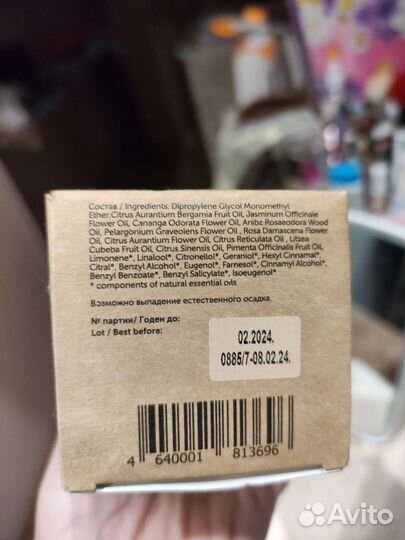 Состав / Ingredients: Dipropylene Glycol Monomethyl
Ether, Citrus Aurantium Bergamia Fruit Oil, Jasminum Officinale
Flower Oil, Cananga Odorata Flower Oil, Aniba Rosaeodora Wood
Oil, Pelargonium Graveolens Flower Oil , Rosa Damascena Flower
Oil, Citrus Aurantium Flower Oil, Citrus Reticulata Oil , Litsea
Cubeba Fruit Oil, Citrus Sinensis Oil, Pimenta Officinalis Fruit Oil,
Limonene*, Linalool*, Citronellol*, Geraniol*, Hexyl Cinnamal*,
Citral*, Benzyl Alcohol*, Eugenol*, Farnesol*, Cinnamyl Alcohol*,
Benzyl Benzoate*, Benzyl Salicylate*, Isoeugenol*
* components of natural essential oils
Возможно выпадение естественного осадка.
№ партии/ Годен до:
Lot / Best before:
02.2024.
0885/7-08.02.24.
4 640001 813696
Avito